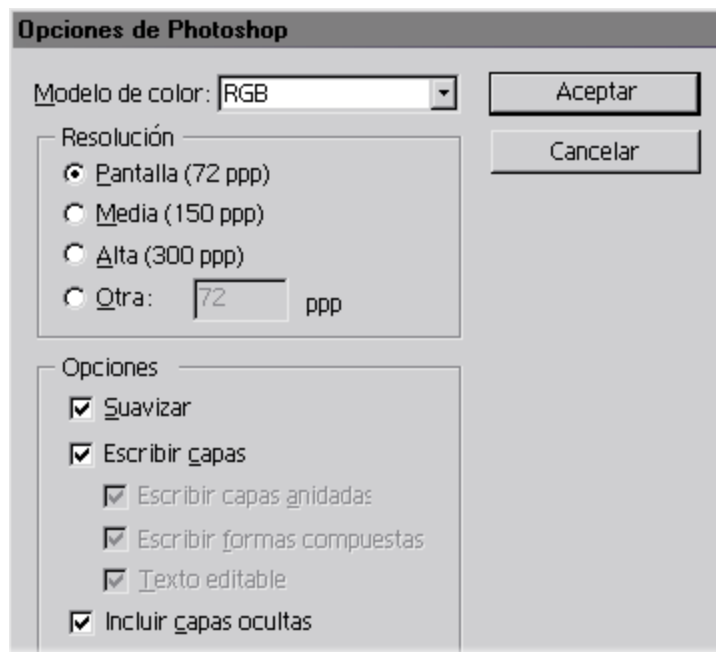 Opciones de Photoshop
Modelo de color: RGB
Aceptar
Cancelar
Resolución
Pantalla (72 ppp)
Media (150 ppp)
Alta (300 ppp)
Otra: 72 ppp
Opciones
Suavizar
Escribir capas
Escribir capas anidadas
Escribir formas compuestas
Texto editable
Incluir capas ocultas